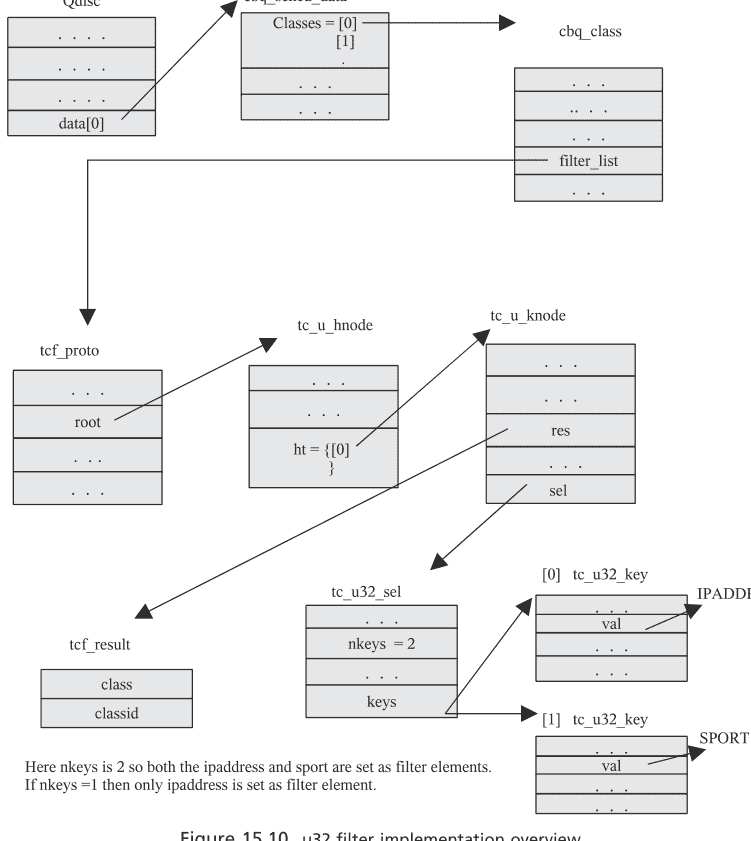 Qdisc
. . . .
. . . .
. . . .
data[0]
cbq_sched_data
Classes = [0]
[1]
.
. . .
. . .
cbq_class
. . .
.. . .
. . .
filter_list
. . .
tcf_proto
. . .
root
. . .
. . .
tc_u_hnode
. . .
. . .
ht = {[0]
}
tc_u_knode
. . .
. . .
res
. . .
sel
tcf_result
class
classid
tc_u32_sel
. . .
nkeys = 2
. . .
keys
[0] tc_u32_key
. . .
val
. . .
. . .
IPADDR
[1] tc_u32_key
. . .
val
. . .
. . .
SPORT
Here nkeys is 2 so both the ipaddress and sport are set as filter elements.
If nkeys =1 then only ipaddress is set as filter element.
Figure 15.10 u32 filter implementation overview